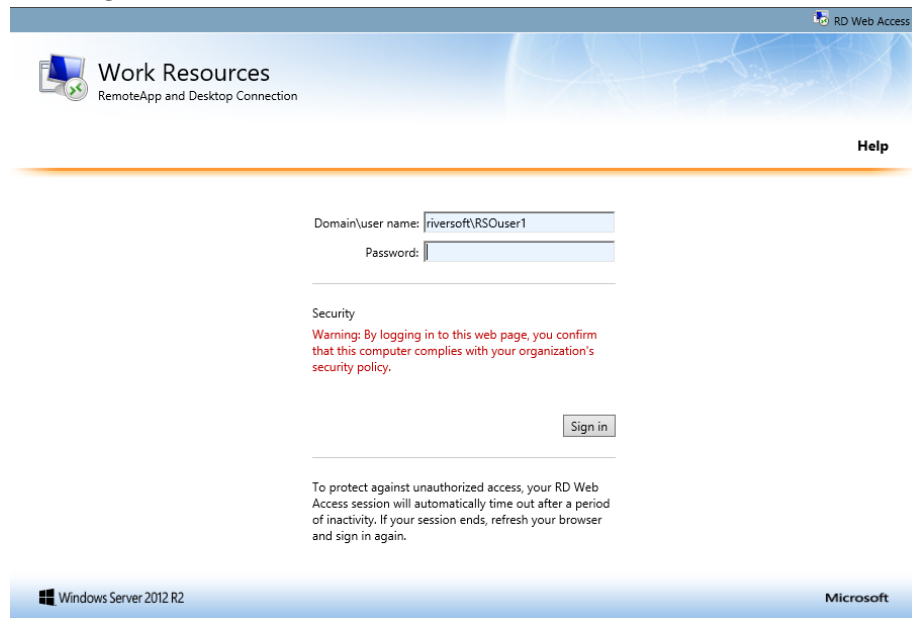 RD Web Access
Work Resources
RemoteApp and Desktop Connection
Help
Domain\user name: riversoft\RSOuser1
Password:
Security
Warning: By logging in to this web page, you confirm
that this computer complies with your organization's
security policy.
Sign in
To protect against unauthorized access, your RD Web
Access session will automatically time out after a period
of inactivity. If your session ends, refresh your browser
and sign in again.
Windows Server 2012 R2
Microsoft